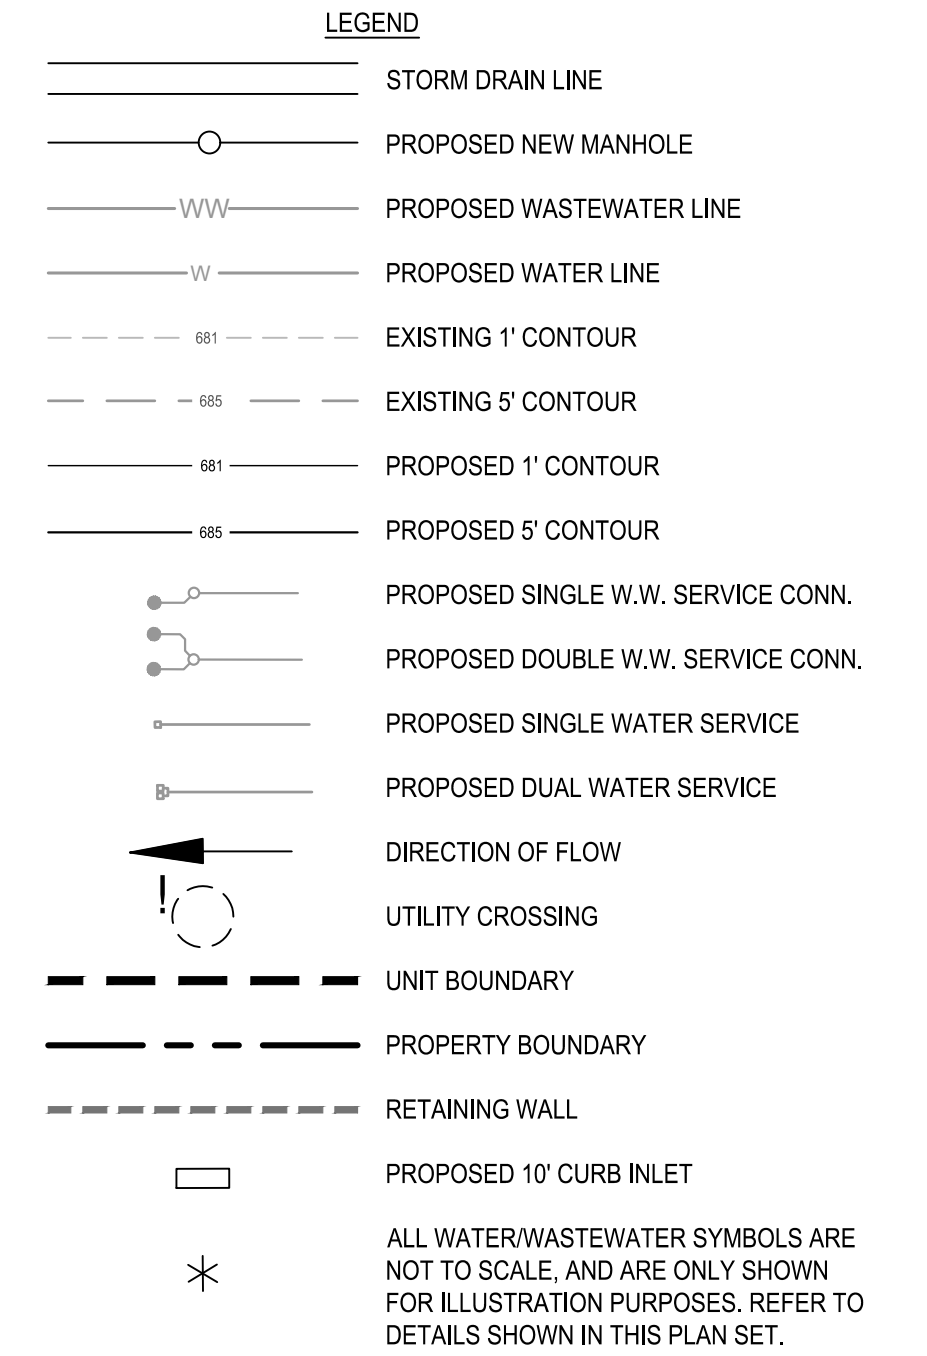 LEGEND
STORM DRAIN LINE
PROPOSED NEW MANHOLE
WW PROPOSED WASTEWATER LINE
W PROPOSED WATER LINE
681 EXISTING 1' CONTOUR
685 EXISTING 5' CONTOUR
681 PROPOSED 1' CONTOUR
685 PROPOSED 5' CONTOUR
PROPOSED SINGLE W.W. SERVICE CONN.
PROPOSED DOUBLE W.W. SERVICE CONN.
PROPOSED SINGLE WATER SERVICE
PROPOSED DUAL WATER SERVICE
DIRECTION OF FLOW
! UTILITY CROSSING
UNIT BOUNDARY
PROPERTY BOUNDARY
RETAINING WALL
PROPOSED 10' CURB INLET
ALL WATER/WASTEWATER SYMBOLS ARE
NOT TO SCALE, AND ARE ONLY SHOWN
FOR ILLUSTRATION PURPOSES. REFER TO
DETAILS SHOWN IN THIS PLAN SET.